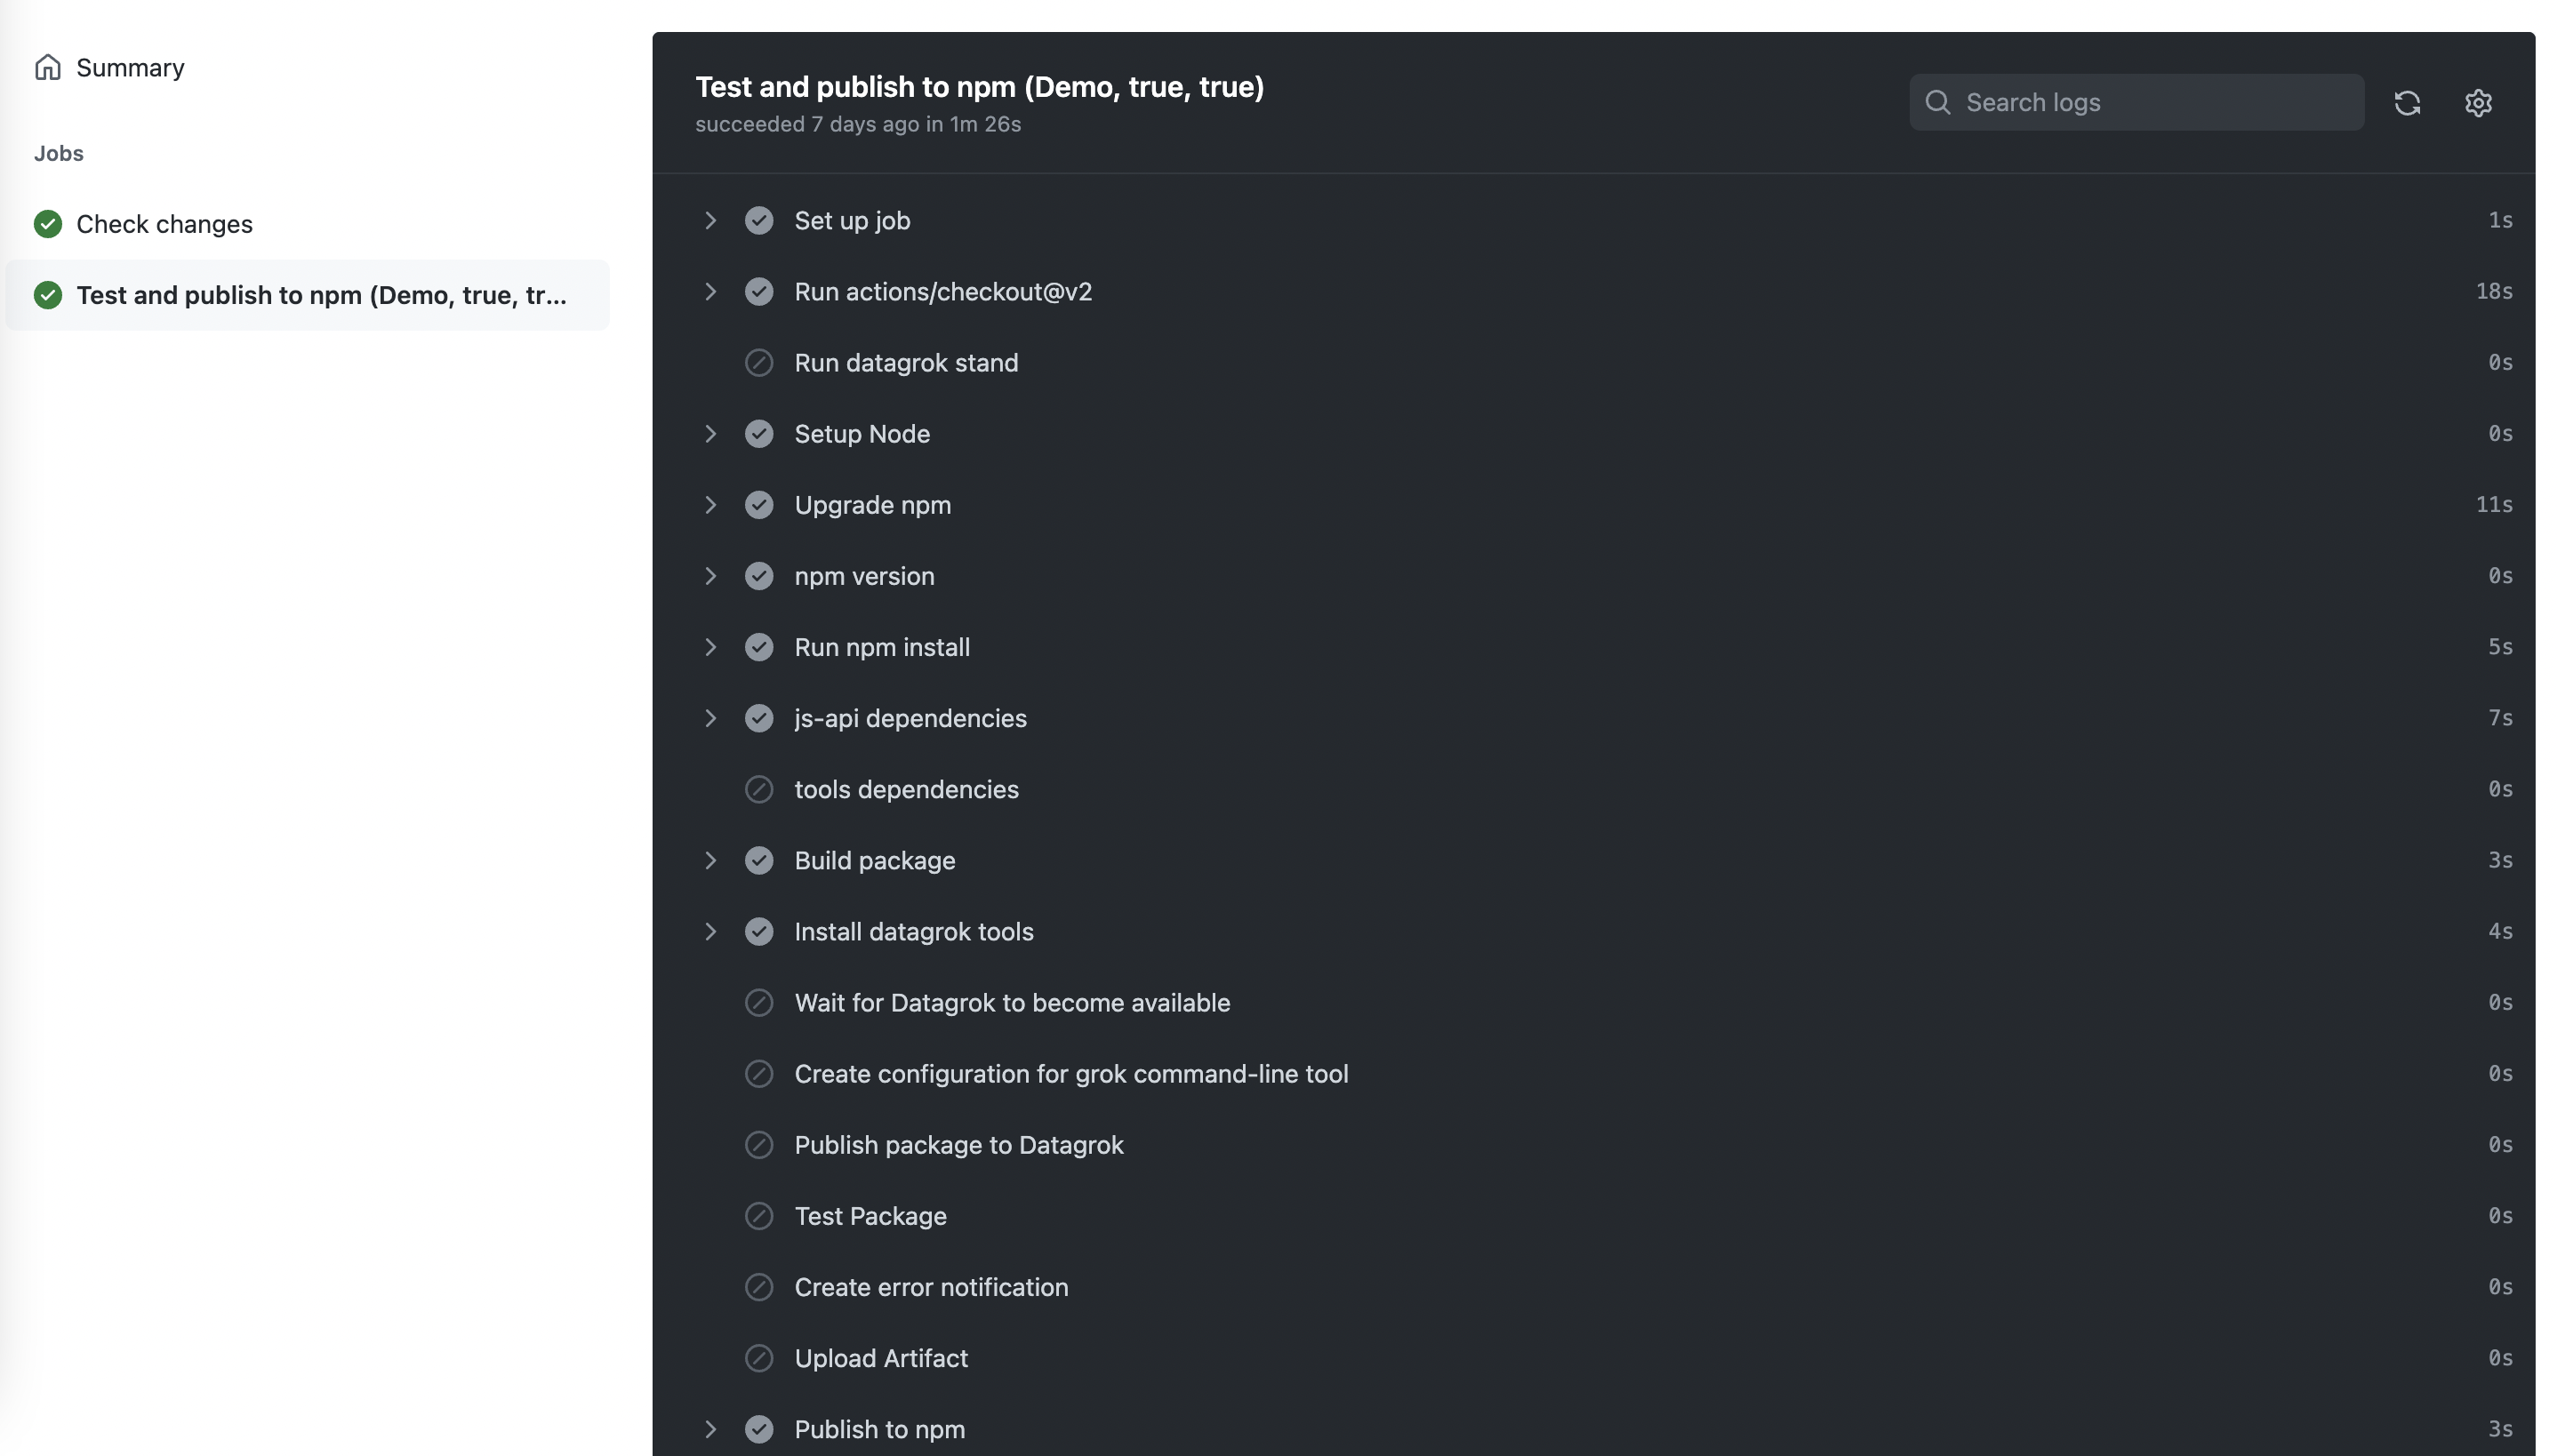 Summary
Jobs
Check changes
Test and publish to npm (Demo, true, tr...
Test and publish to npm (Demo, true, true)
succeeded 7 days ago in 1m 26s
Search logs
Set up job 1s
Run actions/checkout@v2 18s
Run datagrok stand 0s
Setup Node 0s
Upgrade npm 11s
npm version 0s
Run npm install 5s
js-api dependencies 7s
tools dependencies 0s
Build package 3s
Install datagrok tools 4s
Wait for Datagrok to become available 0s
Create configuration for grok command-line tool 0s
Publish package to Datagrok 0s
Test Package 0s
Create error notification 0s
Upload Artifact 0s
Publish to npm 3s